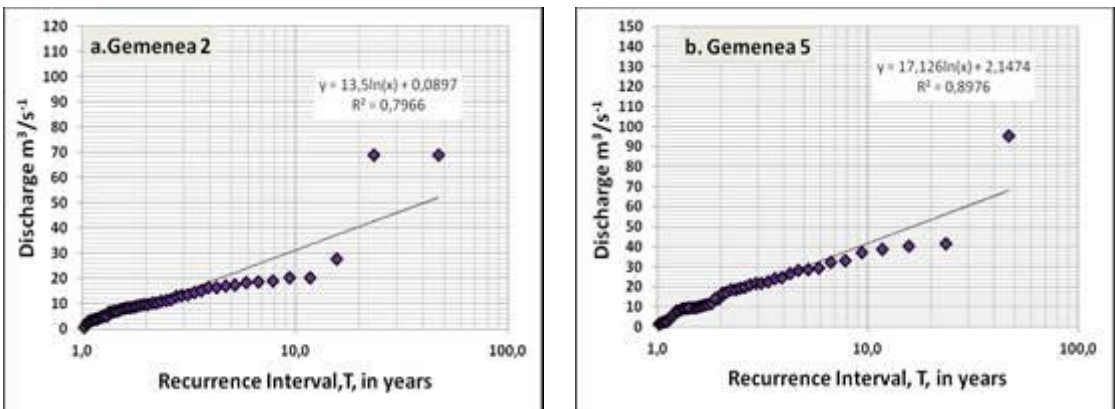 a.Gemenea 2
y = 13,5ln(x) + 0,0897
R² = 0,7966
Discharge m³/s⁻¹
120
110
100
90
80
70
60
50
40
30
20
10
0
1,0 10,0 100,0
Recurrence Interval,T, in years
b. Gemenea 5
y = 17,126ln(x) + 2,1474
R² = 0,8976
Discharge m³/s⁻¹
150
140
130
120
110
100
90
80
70
60
50
40
30
20
10
0
1,0 10,0 100,0
Recurrence Interval, T, in years